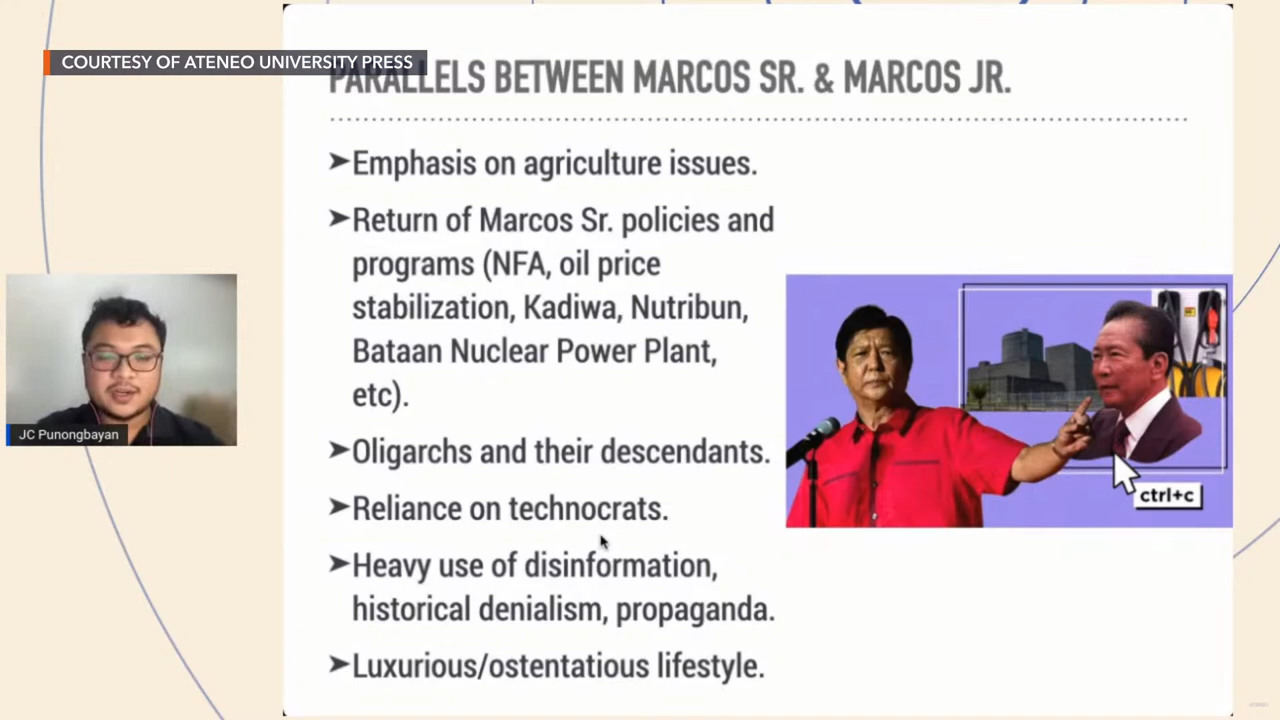 COURTESY OF ATENEO UNIVERSITY PRESS
PARALLELS BETWEEN MARCOS SR. & MARCOS JR.
➤Emphasis on agriculture issues.
➤Return of Marcos Sr. policies and
programs (NFA, oil price
stabilization, Kadiwa, Nutribun,
Bataan Nuclear Power Plant,
etc).
➤Oligarchs and their descendants.
➤Reliance on technocrats.
➤Heavy use of disinformation,
historical denialism, propaganda.
➤Luxurious/ostentatious lifestyle.
JC Punongbayan
ctrl+c